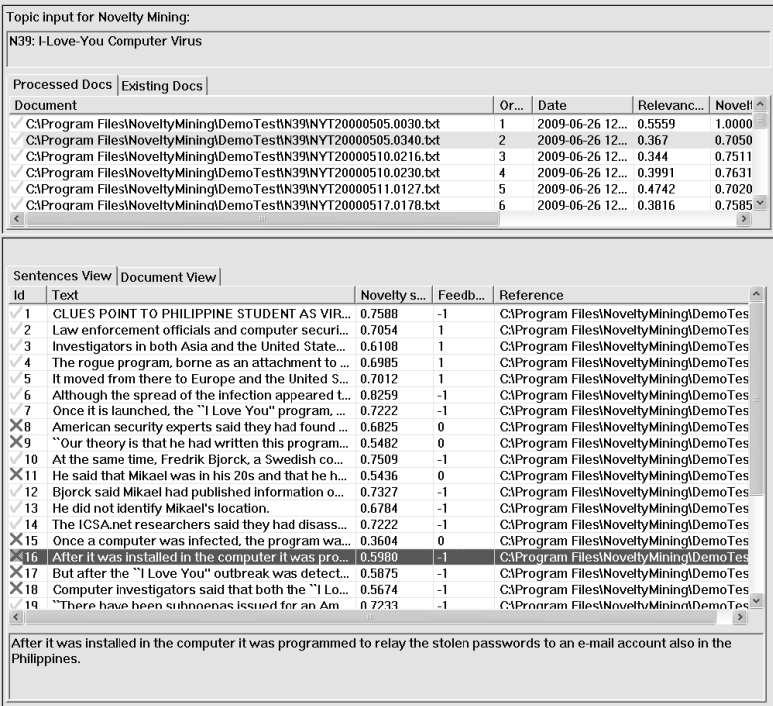 Topic input for Novelty Mining:
N39: I-Love-You Computer Virus
Processed Docs Existing Docs
Document Or... Date Relevanc... Novelt
C:\Program Files\NoveltyMining\DemoTest\N39\NYT20000505.0030.txt 1 2009-06-26 12... 0.5559 1.0000
C:\Program Files\NoveltyMining\DemoTest\N39\NYT20000505.0340.txt 2 2009-06-26 12... 0.367 0.7050
C:\Program Files\NoveltyMining\DemoTest\N39\NYT20000510.0216.txt 3 2009-06-26 12... 0.344 0.7511
C:\Program Files\NoveltyMining\DemoTest\N39\NYT20000510.0230.txt 4 2009-06-26 12... 0.3991 0.7631
C:\Program Files\NoveltyMining\DemoTest\N39\NYT20000511.0127.txt 5 2009-06-26 12... 0.4742 0.7020
C:\Program Files\NoveltyMining\DemoTest\N39\NYT20000517.0178.txt 6 2009-06-26 12... 0.3816 0.7585
Sentences View Document View
Id Text Novelty s... Feedb... Reference
1 CLUES POINT TO PHILIPPINE STUDENT AS VIR... 0.7588 -1 C:\Program Files\NoveltyMining\DemoTes
2 Law enforcement officials and computer securi... 0.7054 1 C:\Program Files\NoveltyMining\DemoTes
3 Investigators in both Asia and the United State... 0.6108 1 C:\Program Files\NoveltyMining\DemoTes
4 The rogue program, borne as an attachment to ... 0.6985 1 C:\Program Files\NoveltyMining\DemoTes
5 It moved from there to Europe and the United S... 0.7012 1 C:\Program Files\NoveltyMining\DemoTes
6 Although the spread of the infection appeared t... 0.8259 -1 C:\Program Files\NoveltyMining\DemoTes
7 Once it is launched, the ``I Love You'' program, ... 0.7222 -1 C:\Program Files\NoveltyMining\DemoTes
8 American security experts said they had found ... 0.6825 0 C:\Program Files\NoveltyMining\DemoTes
9 ``Our theory is that he had written this program... 0.5482 0 C:\Program Files\NoveltyMining\DemoTes
10 At the same time, Fredrik Bjorck, a Swedish co... 0.7509 -1 C:\Program Files\NoveltyMining\DemoTes
11 He said that Mikael was in his 20s and that he h... 0.5436 0 C:\Program Files\NoveltyMining\DemoTes
12 Bjorck said Mikael had published information o... 0.7327 -1 C:\Program Files\NoveltyMining\DemoTes
13 He did not identify Mikael's location. 0.6784 -1 C:\Program Files\NoveltyMining\DemoTes
14 The ICSA.net researchers said they had disass... 0.7222 -1 C:\Program Files\NoveltyMining\DemoTes
15 Once a computer was infected, the program wa... 0.3604 0 C:\Program Files\NoveltyMining\DemoTes
16 After it was installed in the computer it was pro... 0.5980 -1 C:\Program Files\NoveltyMining\DemoTes
17 But after the ``I Love You'' outbreak was detect... 0.5875 -1 C:\Program Files\NoveltyMining\DemoTes
18 Computer investigators said that both the ``I Lo... 0.5674 -1 C:\Program Files\NoveltyMining\DemoTes
19 ``There have been subpoenas issued for an Am 0.7233 -1 C:\Program Files\NoveltyMining\DemoTes
After it was installed in the computer it was programmed to relay the stolen passwords to an e-mail account also in the
Philippines.